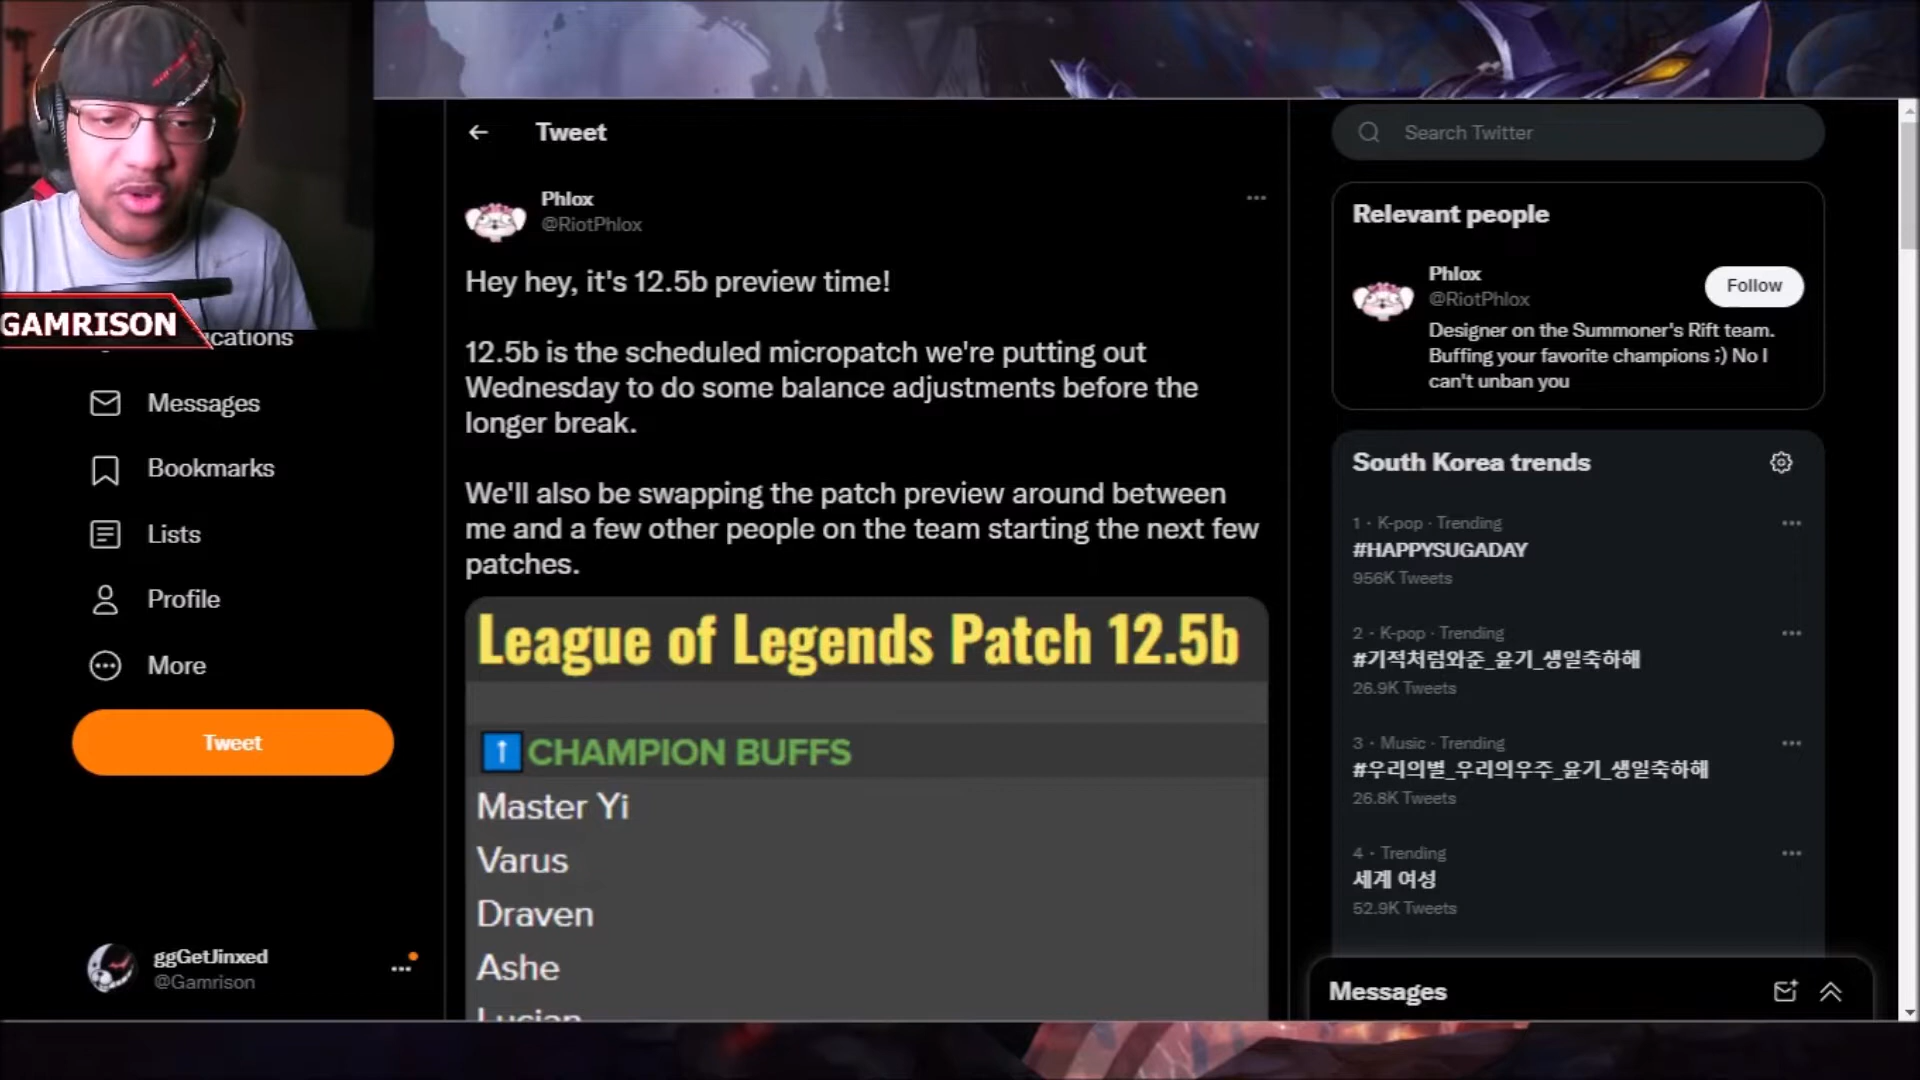 GAMRISON
ications
Messages
Bookmarks
Lists
Profile
More
Tweet
ggGetJinxed
@Gamrison
Tweet
Phlox
@RiotPhlox
Hey hey, it's 12.5b preview time!
12.5b is the scheduled micropatch we're putting out
Wednesday to do some balance adjustments before the
longer break.
We'll also be swapping the patch preview around between
me and a few other people on the team starting the next few
patches.
League of Legends Patch 12.5b
CHAMPION BUFFS
Master Yi
Varus
Draven
Ashe
Lucian
Search Twitter
Relevant people
Phlox
@RiotPhlox
Follow
Designer on the Summoner's Rift team.
Buffing your favorite champions ;) No I
can't unban you
South Korea trends
1 · K-pop · Trending
#HAPPYSUGADAY
956K Tweets
2 · K-pop · Trending
#기적처럼와준_윤기_생일축하해
26.9K Tweets
3 · Music · Trending
#우리의별_우리의우주_윤기_생일축하해
26.8K Tweets
4 · Trending
세계 여성
52.9K Tweets
Messages